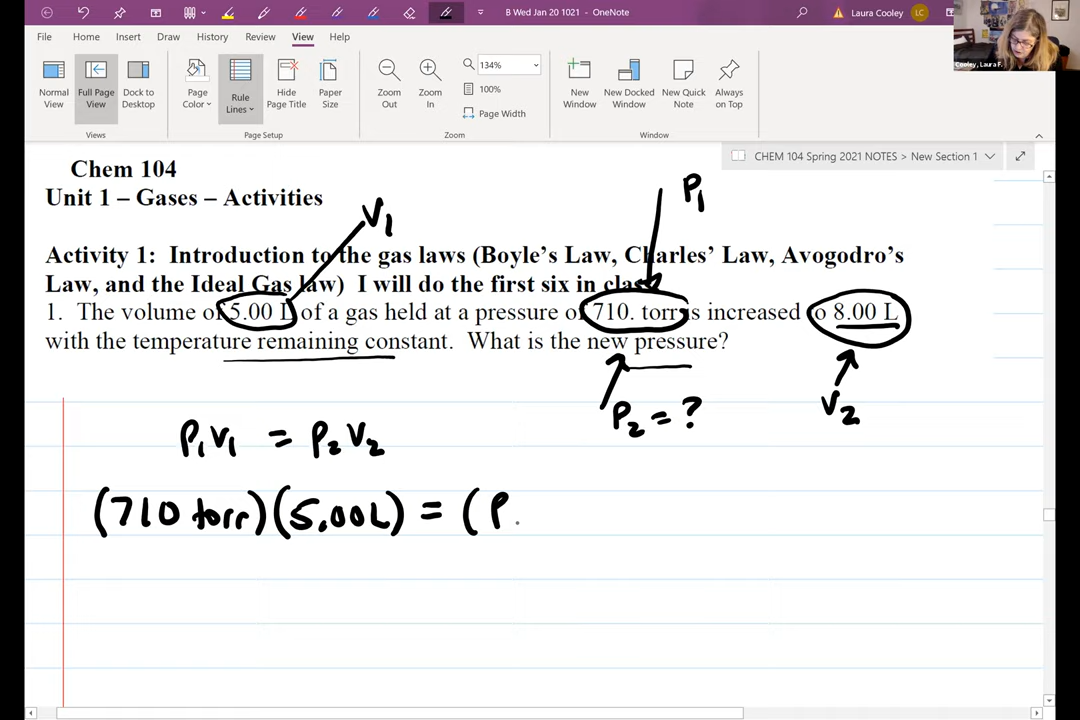 B Wed Jan 20 1021 - OneNote
Laura Cooley LC
Cooley, Laura F.
File Home Insert Draw History Review View Help
Normal View
Full Page View
Dock to Desktop
Page Color
Rule Lines
Hide Page Title
Paper Size
Zoom Out
Zoom In
134%
100%
Page Width
New Window
New Docked Window
New Quick Note
Always on Top
Views Page Setup Zoom Window
CHEM 104 Spring 2021 NOTES > New Section 1
Chem 104
Unit 1 – Gases – Activities
V1
P1
Activity 1: Introduction to the gas laws (Boyle's Law, Charles' Law, Avogodro's
Law, and the Ideal Gas law) I will do the first six in class
1. The volume of 5.00 L of a gas held at a pressure of 710. torr is increased to 8.00 L
with the temperature remaining constant. What is the new pressure?
P2 = ?
V2
P1V1 = P2V2
(710 torr)(5.00L) = (P